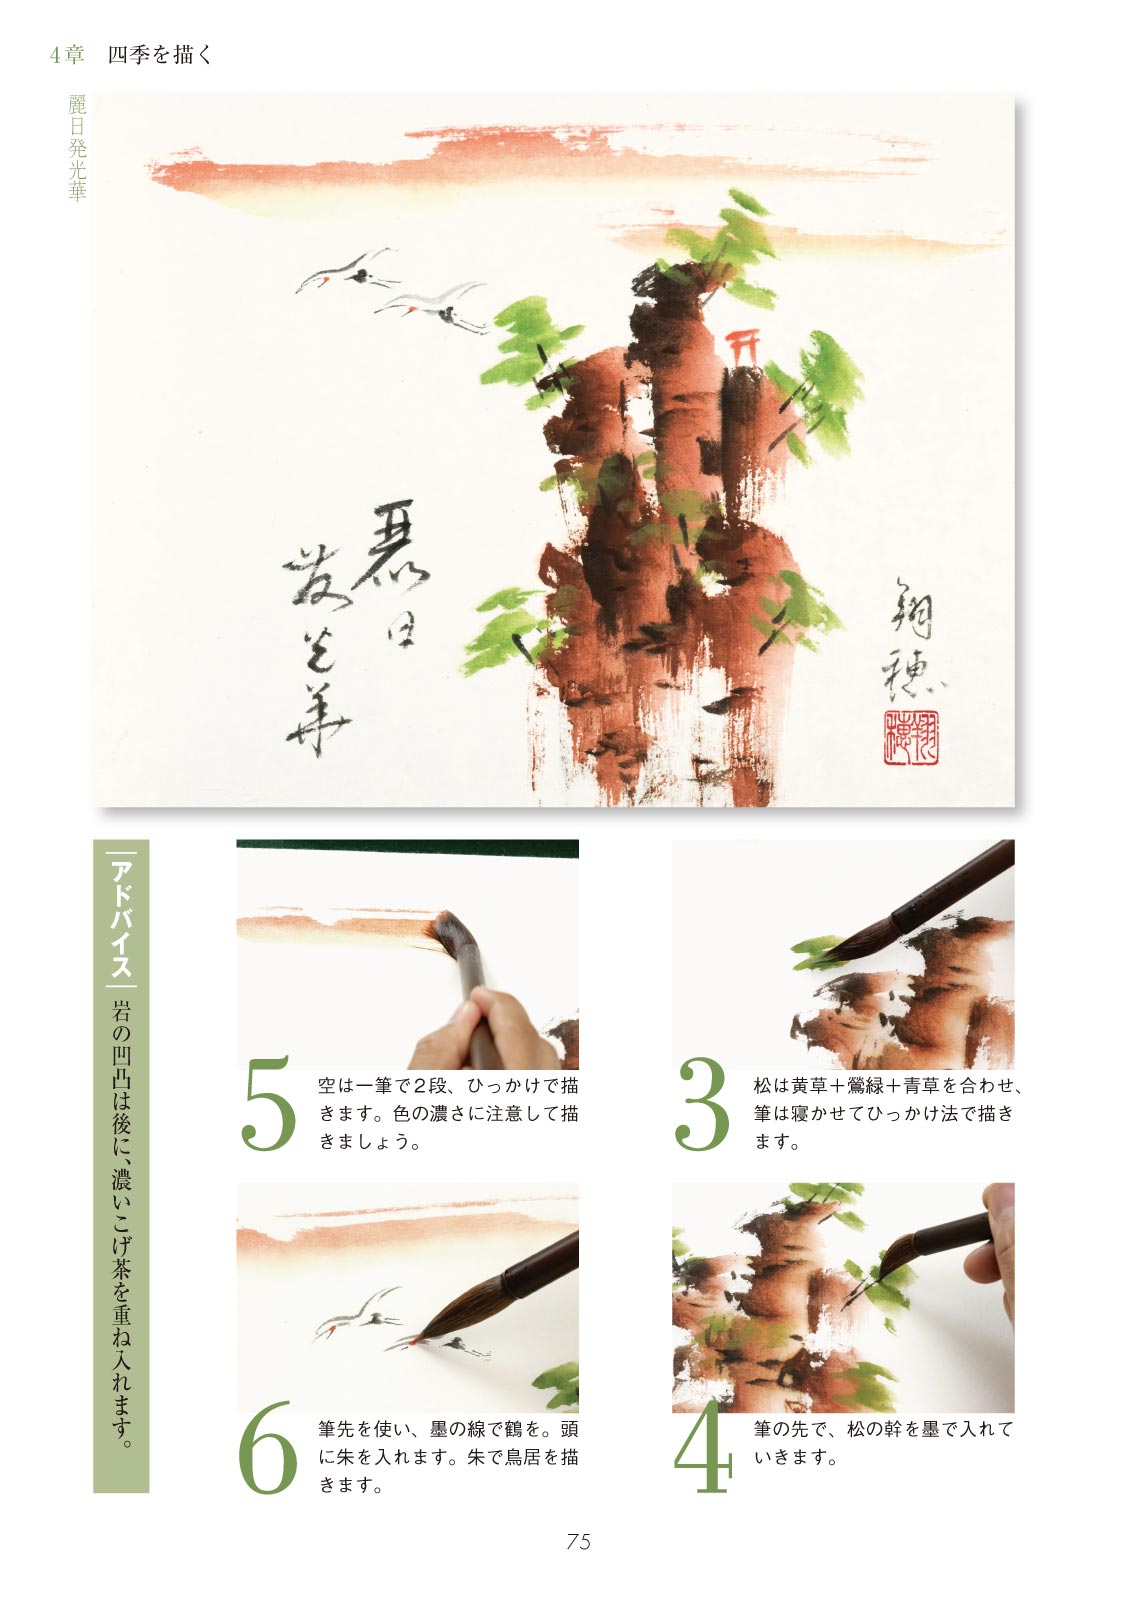 4章 四季を描く
麗日発光華
麗日
發光華
翔穂
翔穂
3
松は黄草＋鶯緑＋青草を合わせ、
筆は寝かせてひっかけ法で描き
ます。
4
筆の先で、松の幹を墨で入れて
いきます。
5
空は一筆で２段、ひっかけで描
きます。色の濃さに注意して描
きましょう。
6
筆先を使い、墨の線で鶴を。頭
に朱を入れます。朱で鳥居を描
きます。
アドバイス
岩の凹凸は後に、濃いこげ茶を重ね入れます。
75